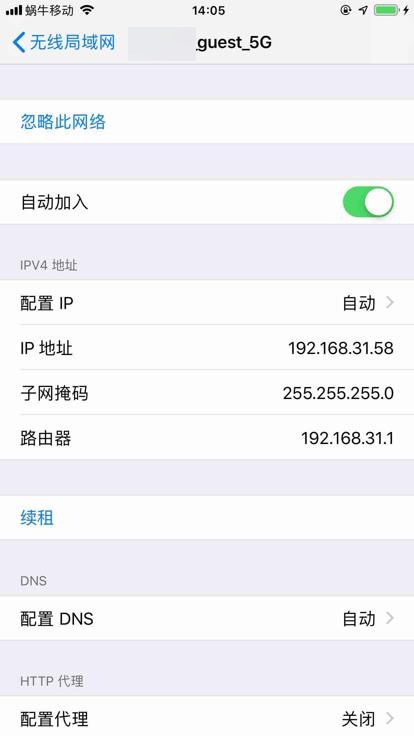 蜗牛移动 14:05
无线局域网 _guest_5G
忽略此网络
自动加入
IPV4 地址
配置 IP 自动
IP 地址 192.168.31.58
子网掩码 255.255.255.0
路由器 192.168.31.1
续租
DNS
配置 DNS 自动
HTTP 代理
配置代理 关闭